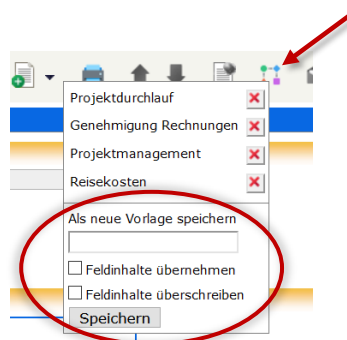 Projektdurchlauf
Genehmigung Rechnungen
Projektmanagement
Reisekosten
Als neue Vorlage speichern
Feldinhalte übernehmen
Feldinhalte überschreiben
Speichern